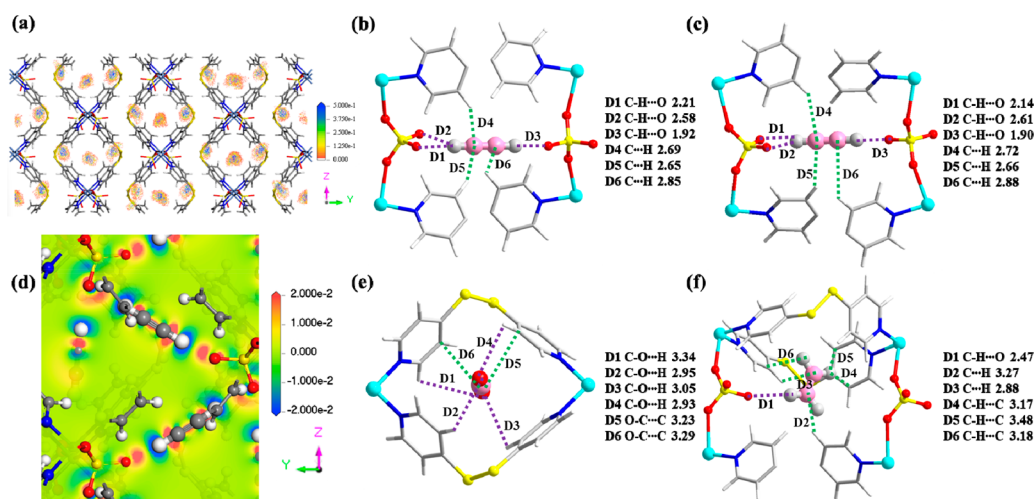 (a)
3.000e-1
2.250e-1
1.500e-1
7.500e-2
0.000
Z
Y
(b)
D4
D2
D3
D1
D5
D6
D1 C-H···O 2.21
D2 C-H···O 2.58
D3 C-H···O 1.92
D4 C···H 2.69
D5 C···H 2.65
D6 C···H 2.85
(c)
D4
D1
D3
D2
D5
D6
D1 C-H···O 2.14
D2 C-H···O 2.61
D3 C-H···O 1.90
D4 C···H 2.72
D5 C···H 2.66
D6 C···H 2.88
(d)
2.000e-2
1.000e-2
0.000
-1.000e-2
-2.000e-2
Z
Y
(e)
D4
D6
D5
D1
D2
D3
D1 C-O···H 3.34
D2 C-O···H 2.95
D3 C-O···H 3.05
D4 C-O···H 2.93
D5 O-C···C 3.23
D6 O-C···C 3.29
(f)
D6
D5
D3
D4
D1
D2
D1 C-H···O 2.47
D2 C···H 3.27
D3 C···H 2.88
D4 C-H···C 3.17
D5 C-H···C 3.48
D6 C-H···C 3.18